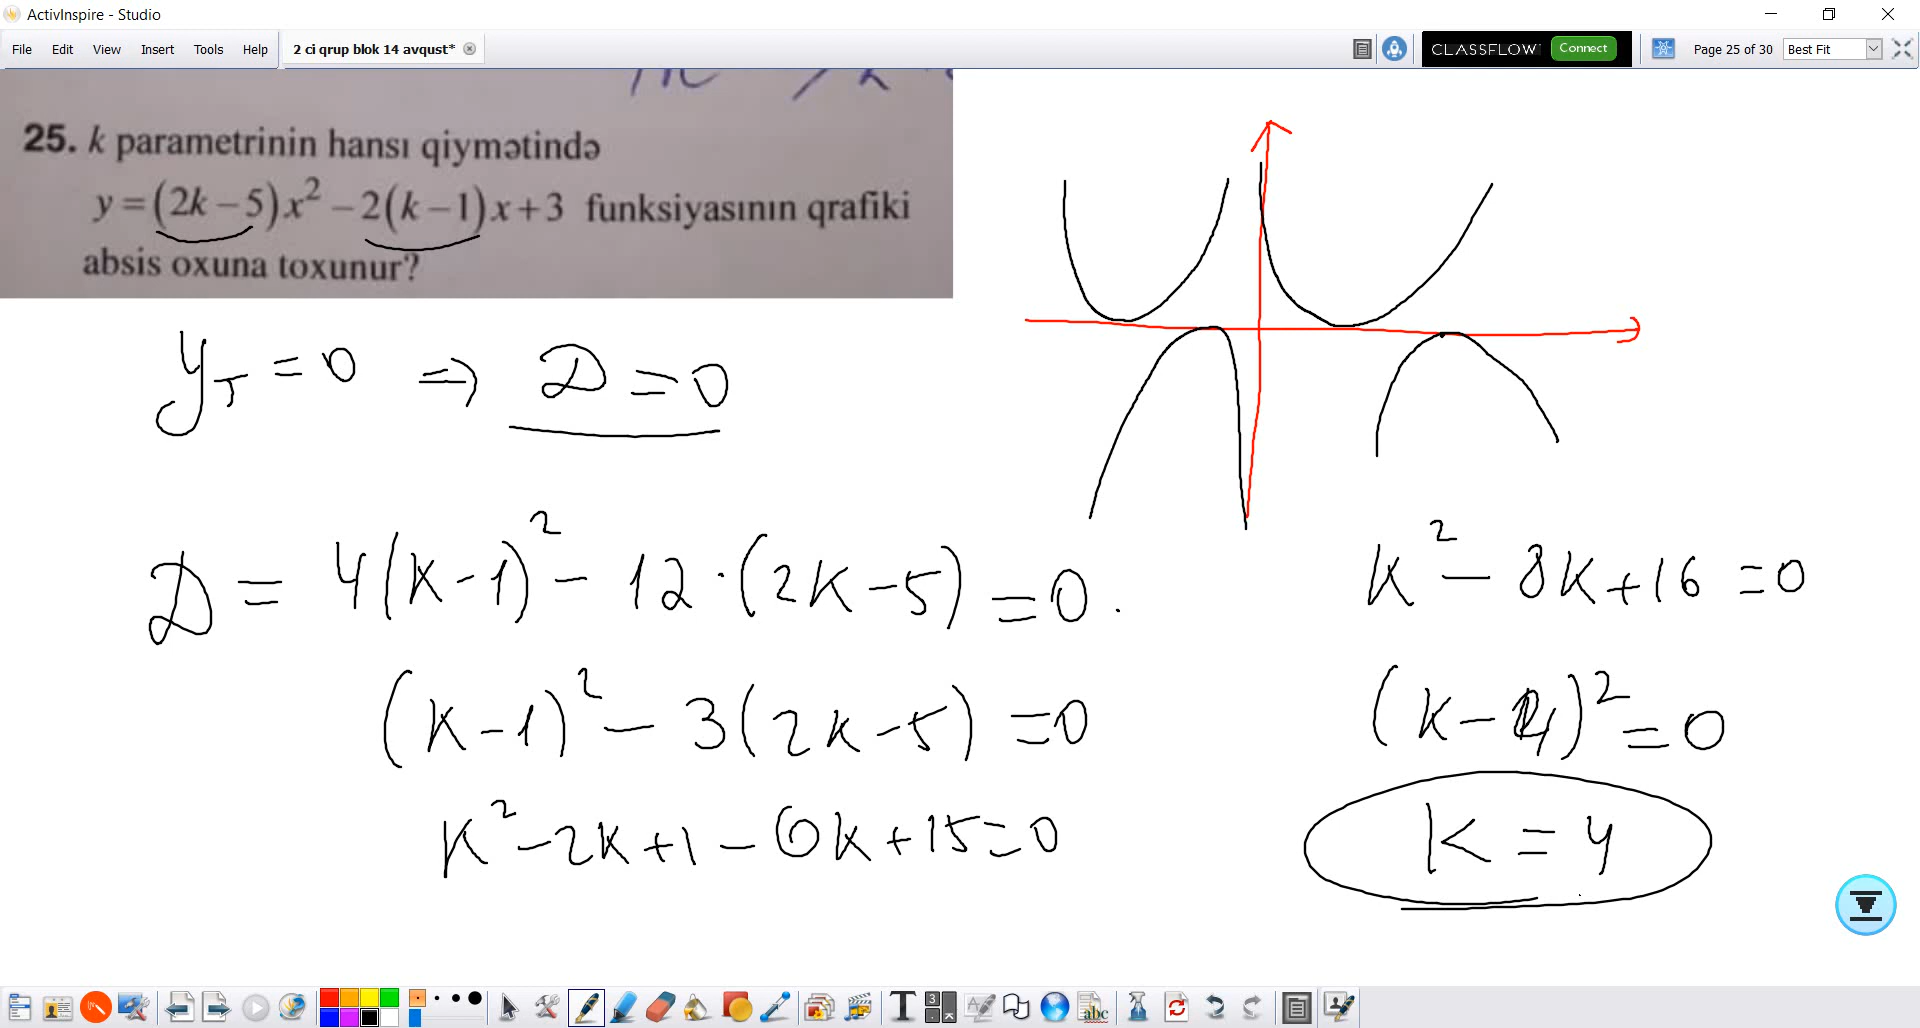 ActivInspire - Studio
File Edit View Insert Tools Help
2 ci qrup blok 14 avqust*
CLASSFLOW Connect
Page 25 of 30
Best Fit
25. k parametrinin hansı qiymətində
y = (2k − 5)x² − 2(k − 1)x + 3 funksiyasının qrafiki
absis oxuna toxunur?
y_T = 0 ⇒ D = 0
D = 4(k-1)² - 12·(2k-5) = 0.
(k-1)² - 3(2k-5) = 0
k² - 2k + 1 - 6k + 15 = 0
k² - 8k + 16 = 0
(k-4)² = 0
k = 4
T
abc